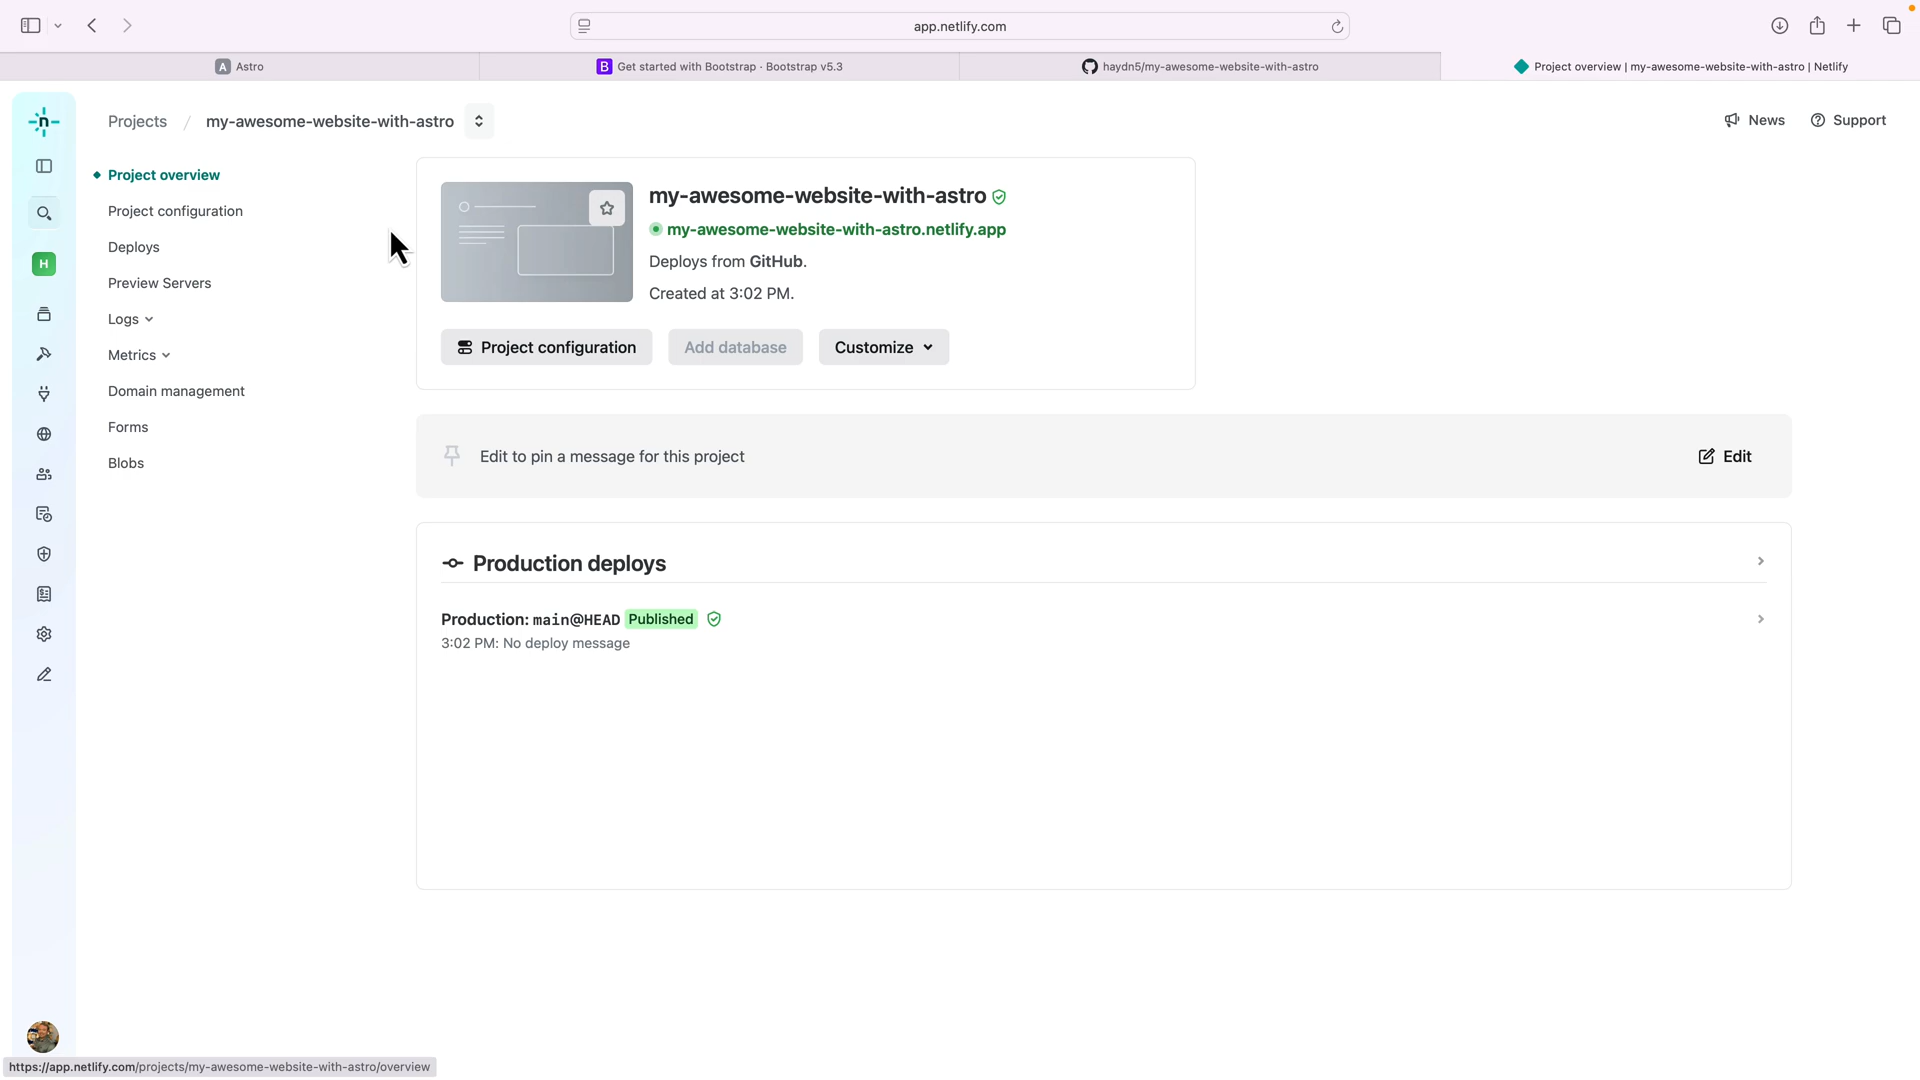 app.netlify.com
A Astro
B Get started with Bootstrap · Bootstrap v5.3
haydn5/my-awesome-website-with-astro
Project overview | my-awesome-website-with-astro | Netlify
n
Projects / my-awesome-website-with-astro
News
Support
Project overview
Project configuration
Deploys
Preview Servers
Logs
Metrics
Domain management
Forms
Blobs
H
my-awesome-website-with-astro
my-awesome-website-with-astro.netlify.app
Deploys from GitHub.
Created at 3:02 PM.
Project configuration
Add database
Customize
Edit to pin a message for this project
Edit
Production deploys
Production: main@HEAD Published
3:02 PM: No deploy message
https://app.netlify.com/projects/my-awesome-website-with-astro/overview